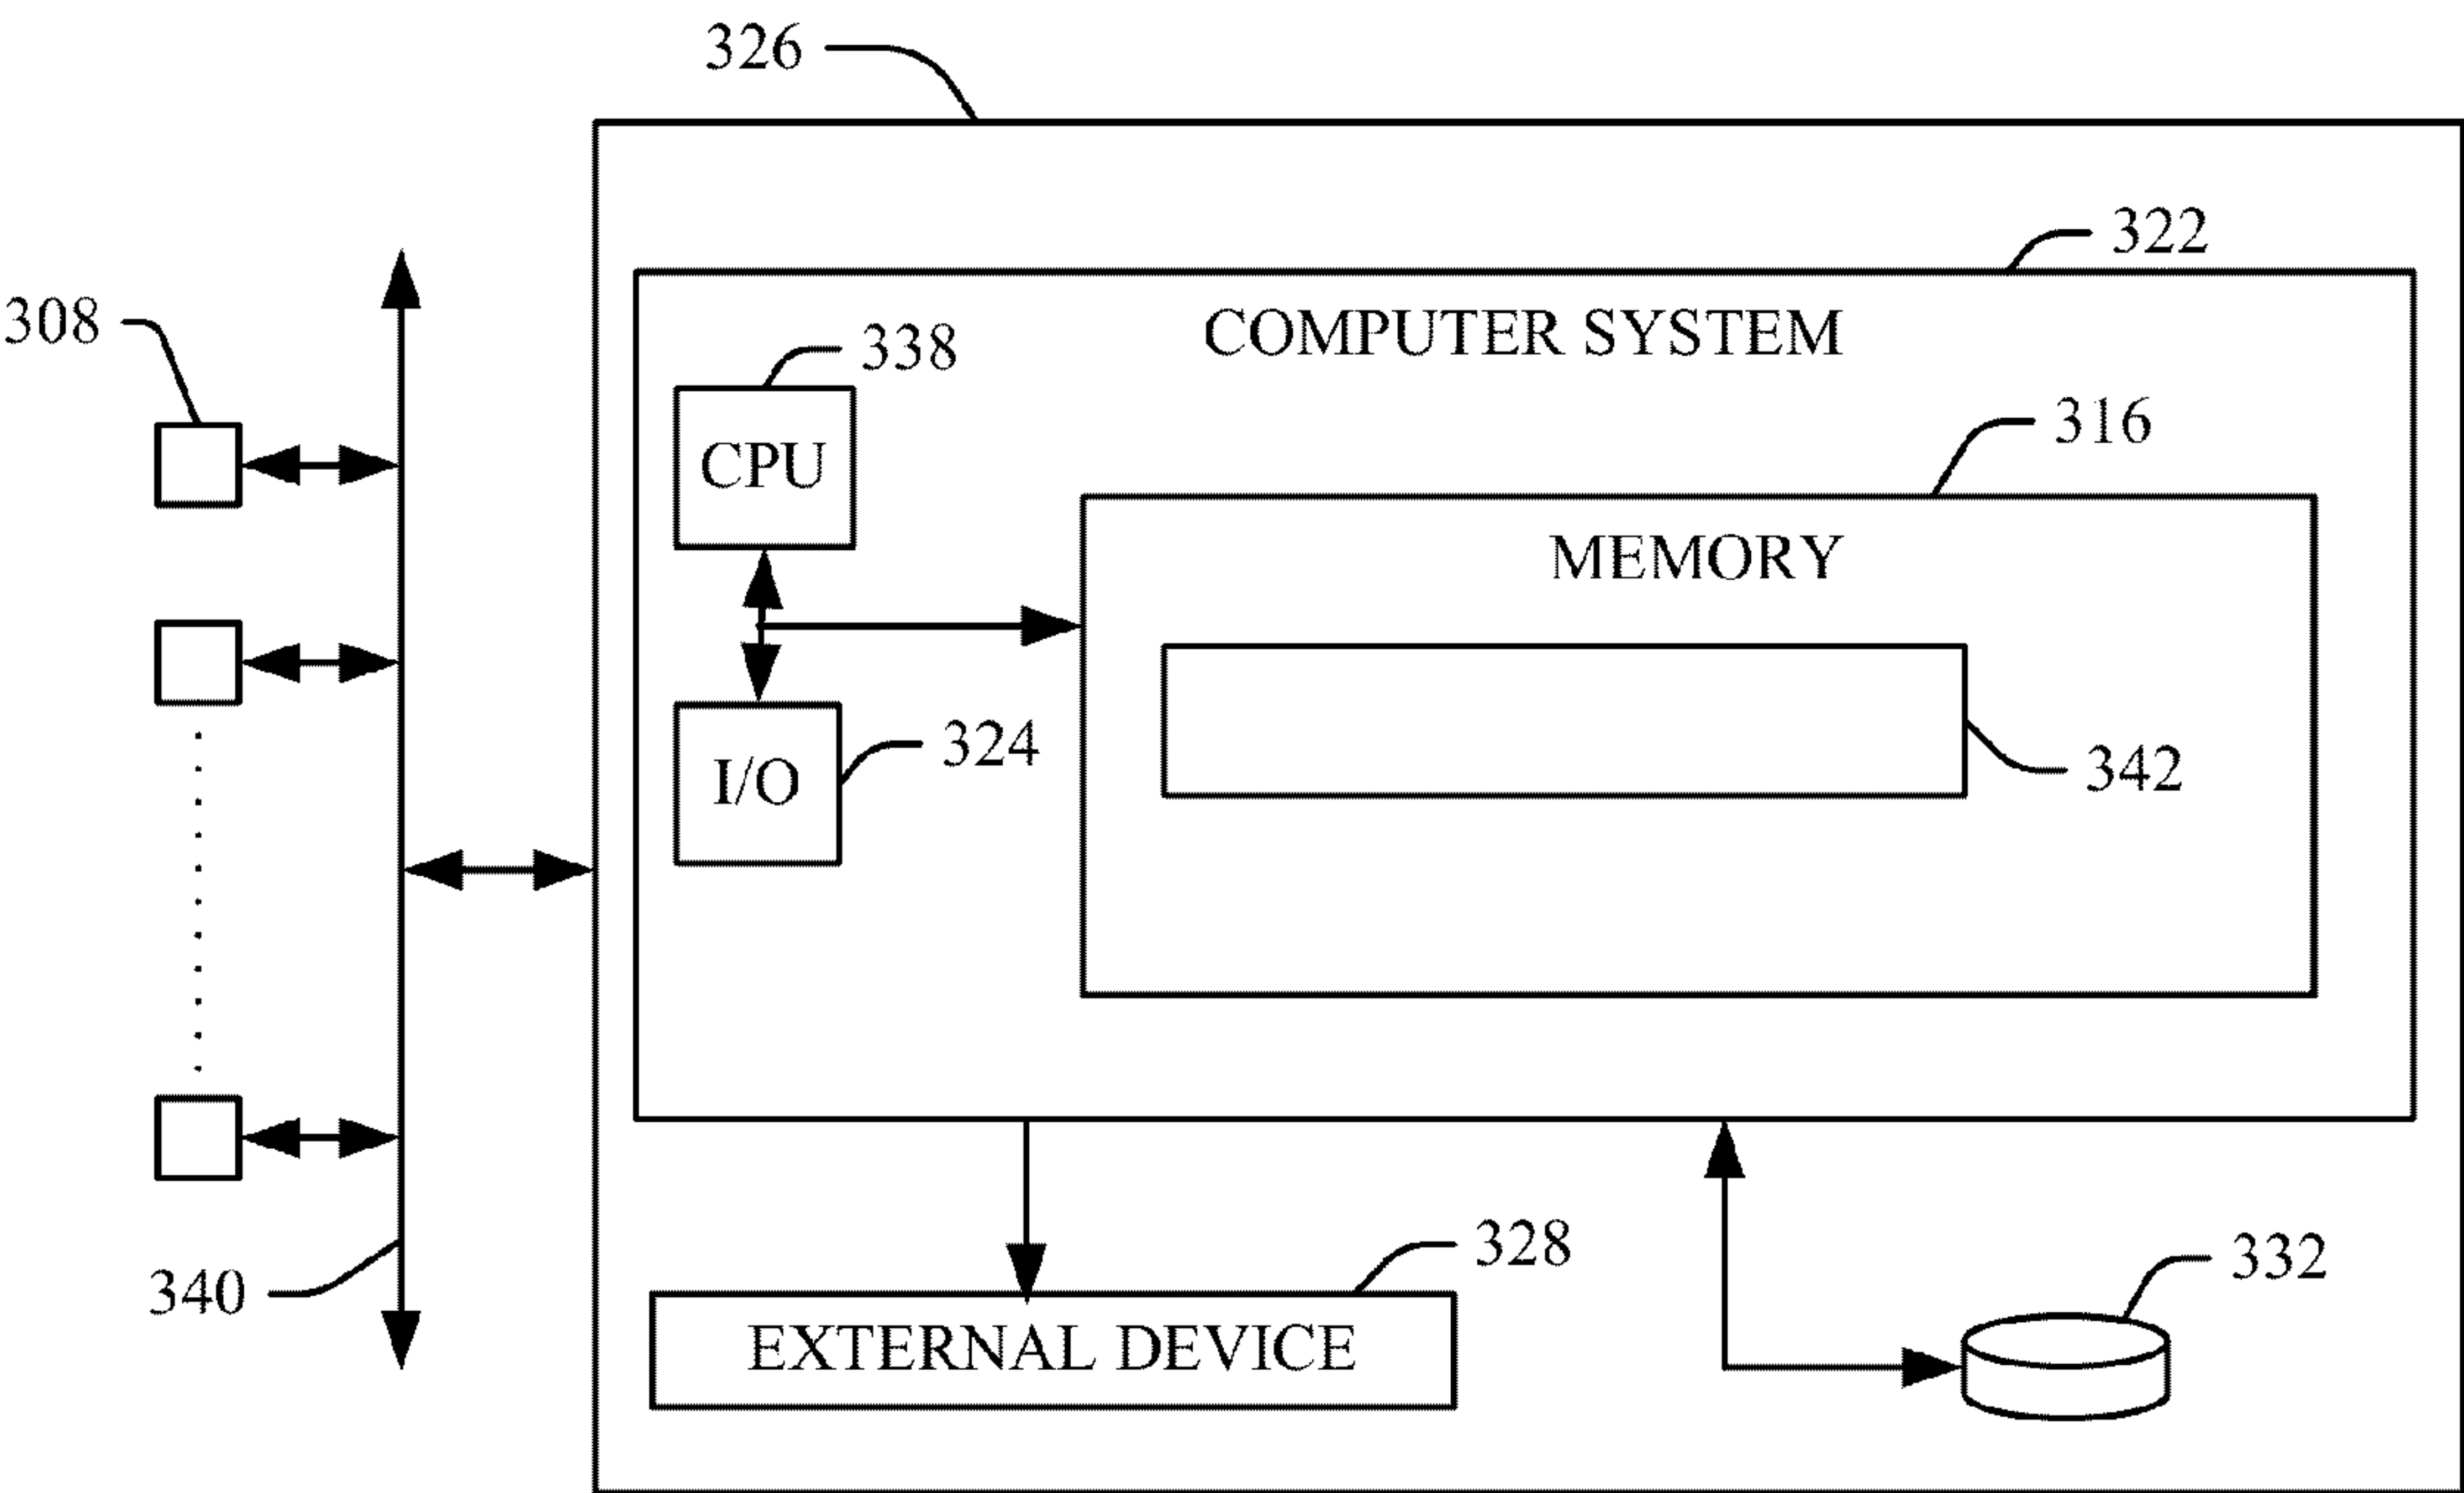 326
322
308
COMPUTER SYSTEM
338
316
CPU
MEMORY
324
342
I/O
328
332
340
EXTERNAL DEVICE